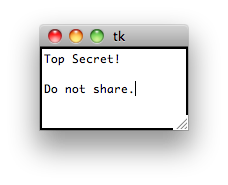 tk
Top Secret!
Do not share.